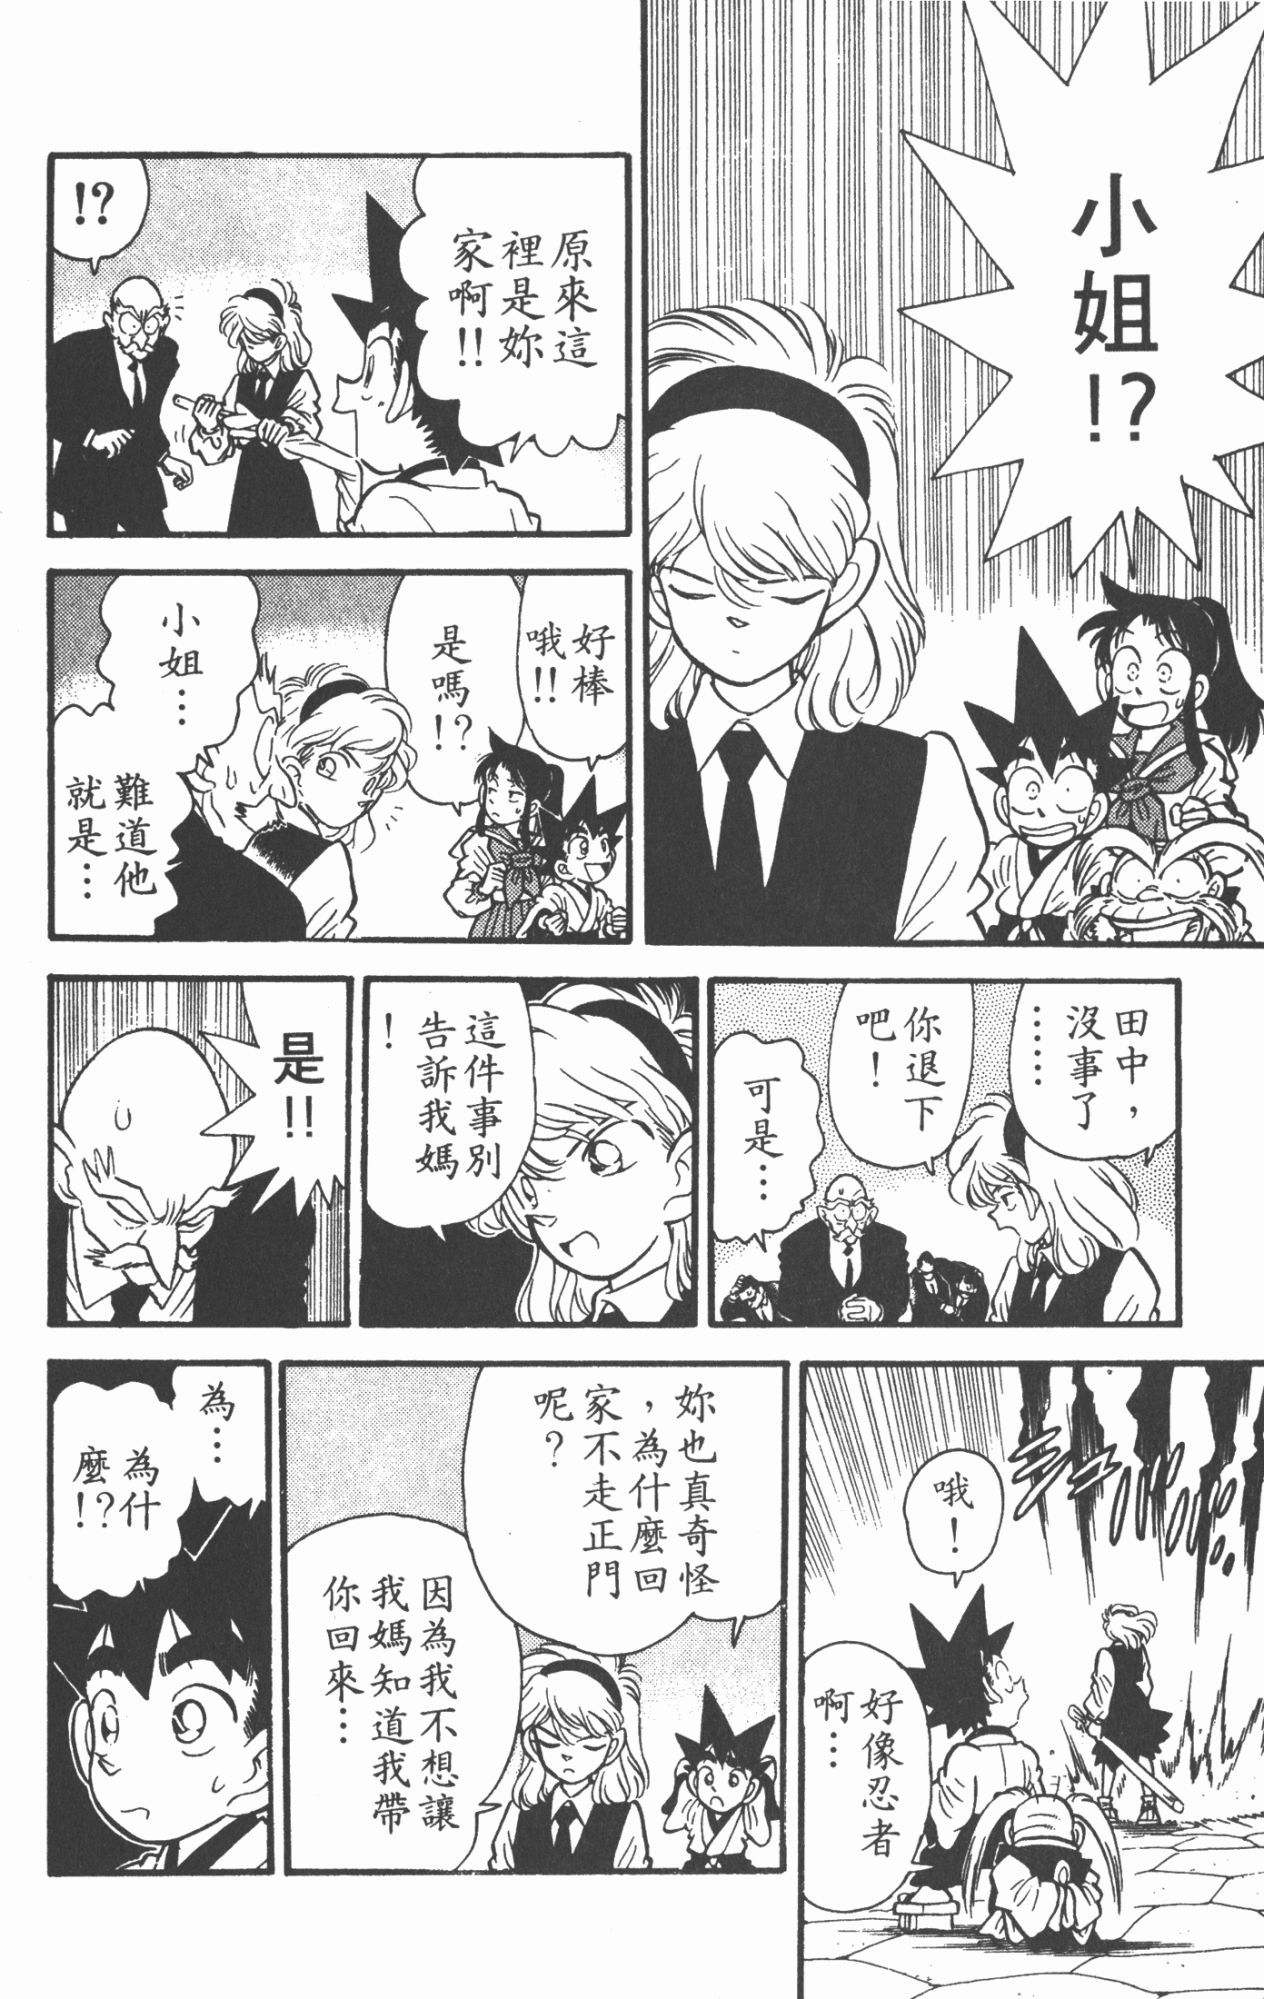 小姐!?
原來這
裡是妳
家啊!!
!?
好棒
哦!!
是嗎!?
小姐…
難道他
就是…
田中，
沒事了
……
你退下
吧！
可是…
這件事別
告訴我媽
！
是!!
哦！
好像忍者
啊…
妳也真奇怪
，為什麼回
家不走正門
呢？
因為我不想讓
我媽知道我帶
你回來…
為…
為什
麼!?